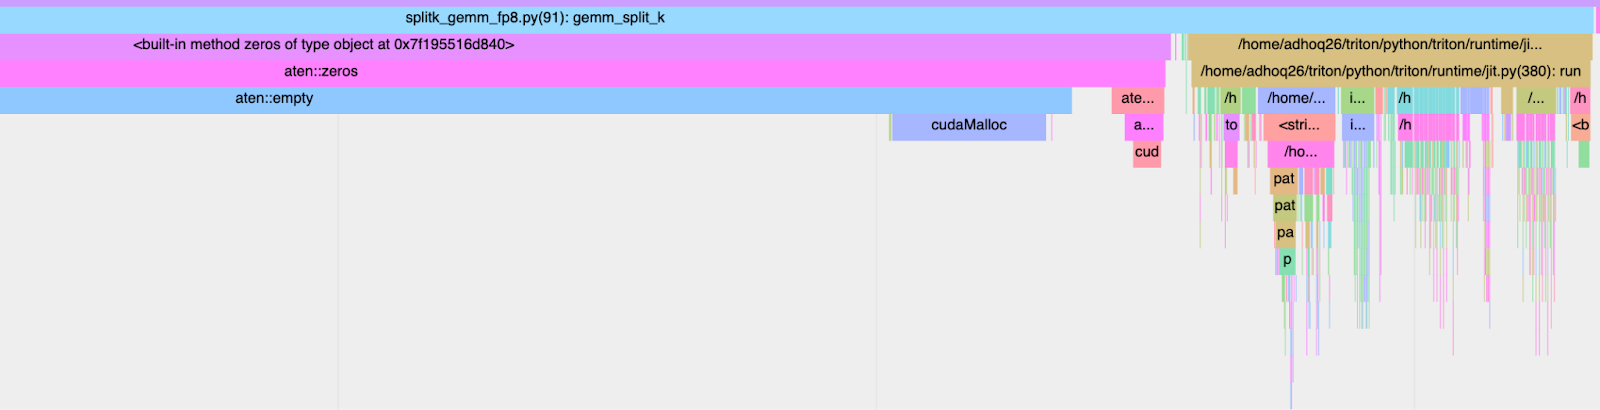 splitk_gemm_fp8.py(91): gemm_split_k
<built-in method zeros of type object at 0x7f195516d840> /home/adhoq26/triton/python/triton/runtime/ji...
aten::zeros /home/adhoq26/triton/python/triton/runtime/jit.py(380): run
aten::empty ate... /h /home/... i... /h /... /h
cudaMalloc a... to <stri... i... /h <b
cud /ho...
pat
pat
pa
p